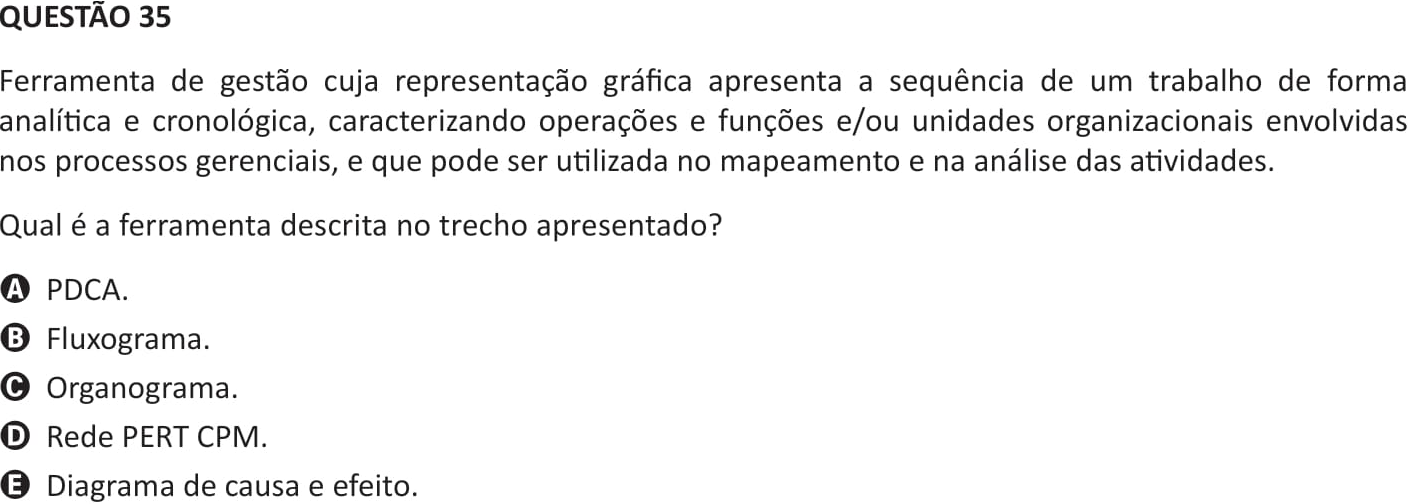 QUESTÃO 35
Ferramenta de gestão cuja representação gráfica apresenta a sequência de um trabalho de forma
analítica e cronológica, caracterizando operações e funções e/ou unidades organizacionais envolvidas
nos processos gerenciais, e que pode ser utilizada no mapeamento e na análise das atividades.
Qual é a ferramenta descrita no trecho apresentado?
A PDCA.
B Fluxograma.
C Organograma.
D Rede PERT CPM.
E Diagrama de causa e efeito.